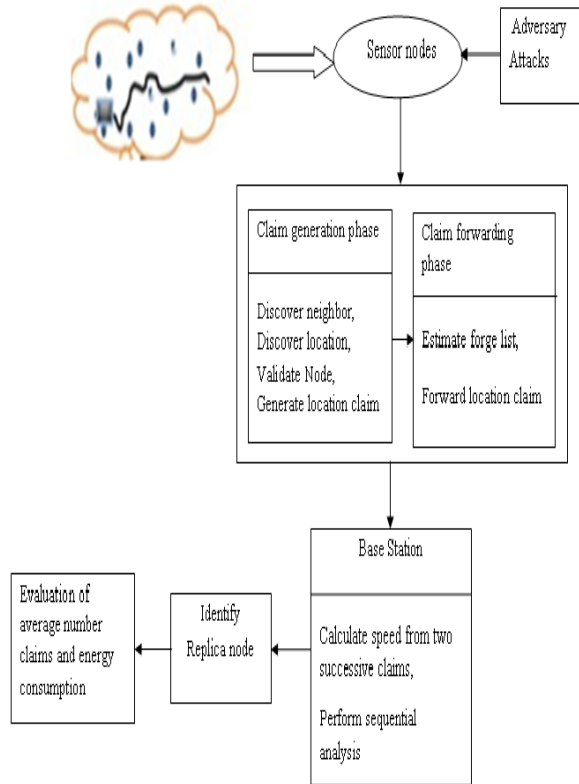 Sensor nodes
Adversary
Attacks
Claim generation phase
Discover neighbor,
Discover location,
Validate Node,
Generate location claim
Claim forwarding
phase
Estimate forge list,
Forward location claim
Base Station
Calculate speed from two
successive claims,
Perform sequential
analysis
Identify
Replica node
Evaluation of
average number
claims and energy
consumption